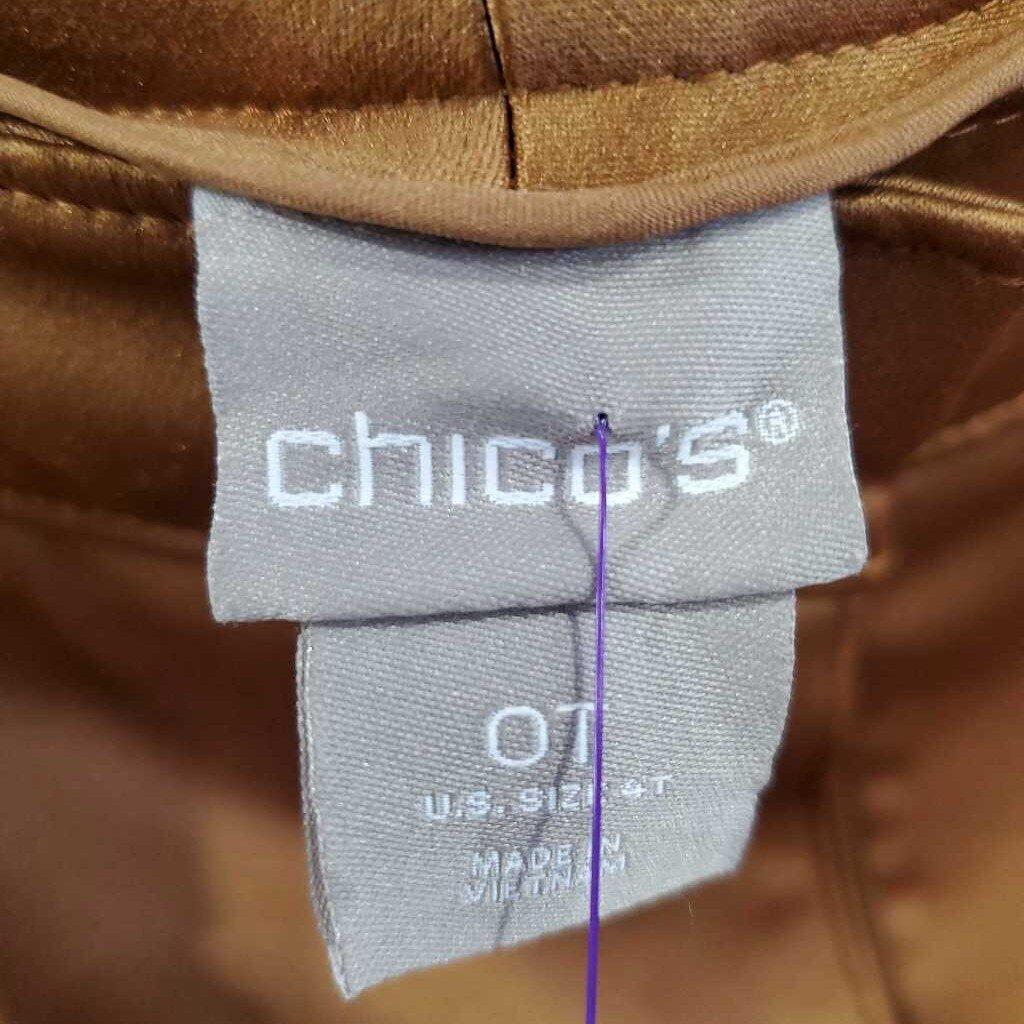 chico's®
0T
U.S. SIZE 4T
MADE IN
VIETNAM